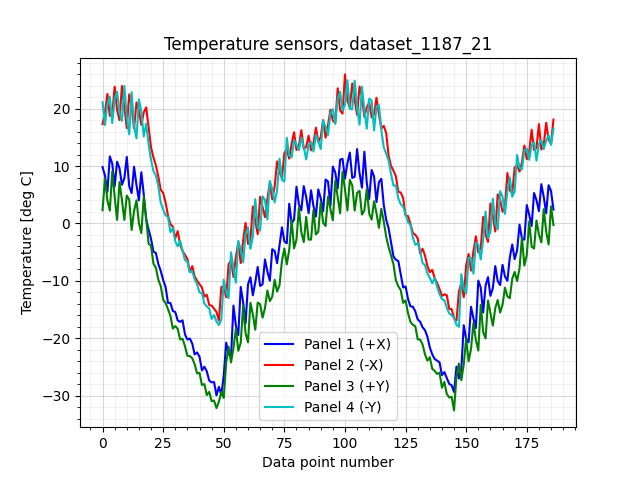 Temperature sensors, dataset_1187_21
Temperature [deg C]
20
10
0
−10
−20
−30
Panel 1 (+X)
Panel 2 (-X)
Panel 3 (+Y)
Panel 4 (-Y)
0 25 50 75 100 125 150 175
Data point number